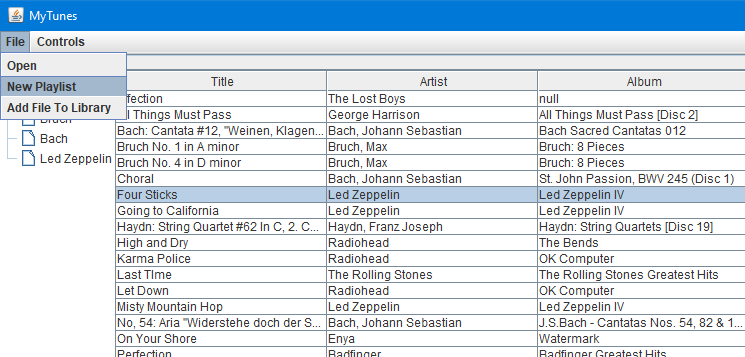 MyTunes
File Controls
Open
New Playlist
Add File To Library
Bach
Led Zeppelin
Title Artist Album
The Lost Boys null
All Things Must Pass George Harrison All Things Must Pass [Disc 2]
Bach: Cantata #12, "Weinen, Klagen... Bach, Johann Sebastian Bach Sacred Cantatas 012
Bruch No. 1 in A minor Bruch, Max Bruch: 8 Pieces
Bruch No. 4 in D minor Bruch, Max Bruch: 8 Pieces
Choral Bach, Johann Sebastian St. John Passion, BWV 245 (Disc 1)
Four Sticks Led Zeppelin Led Zeppelin IV
Going to California Led Zeppelin Led Zeppelin IV
Haydn: String Quartet #62 In C, 2. C... Haydn, Franz Joseph Haydn: String Quartets [Disc 19]
High and Dry Radiohead The Bends
Karma Police Radiohead OK Computer
Last TIme The Rolling Stones The Rolling Stones Greatest Hits
Let Down Radiohead OK Computer
Misty Mountain Hop Led Zeppelin Led Zeppelin IV
No, 54: Aria "Widerstehe doch der S... Bach, Johann Sebastian J.S.Bach - Cantatas Nos. 54, 82 & 1...
On Your Shore Enya Watermark
Perfection Badfinger Badfinger Greatest Hits